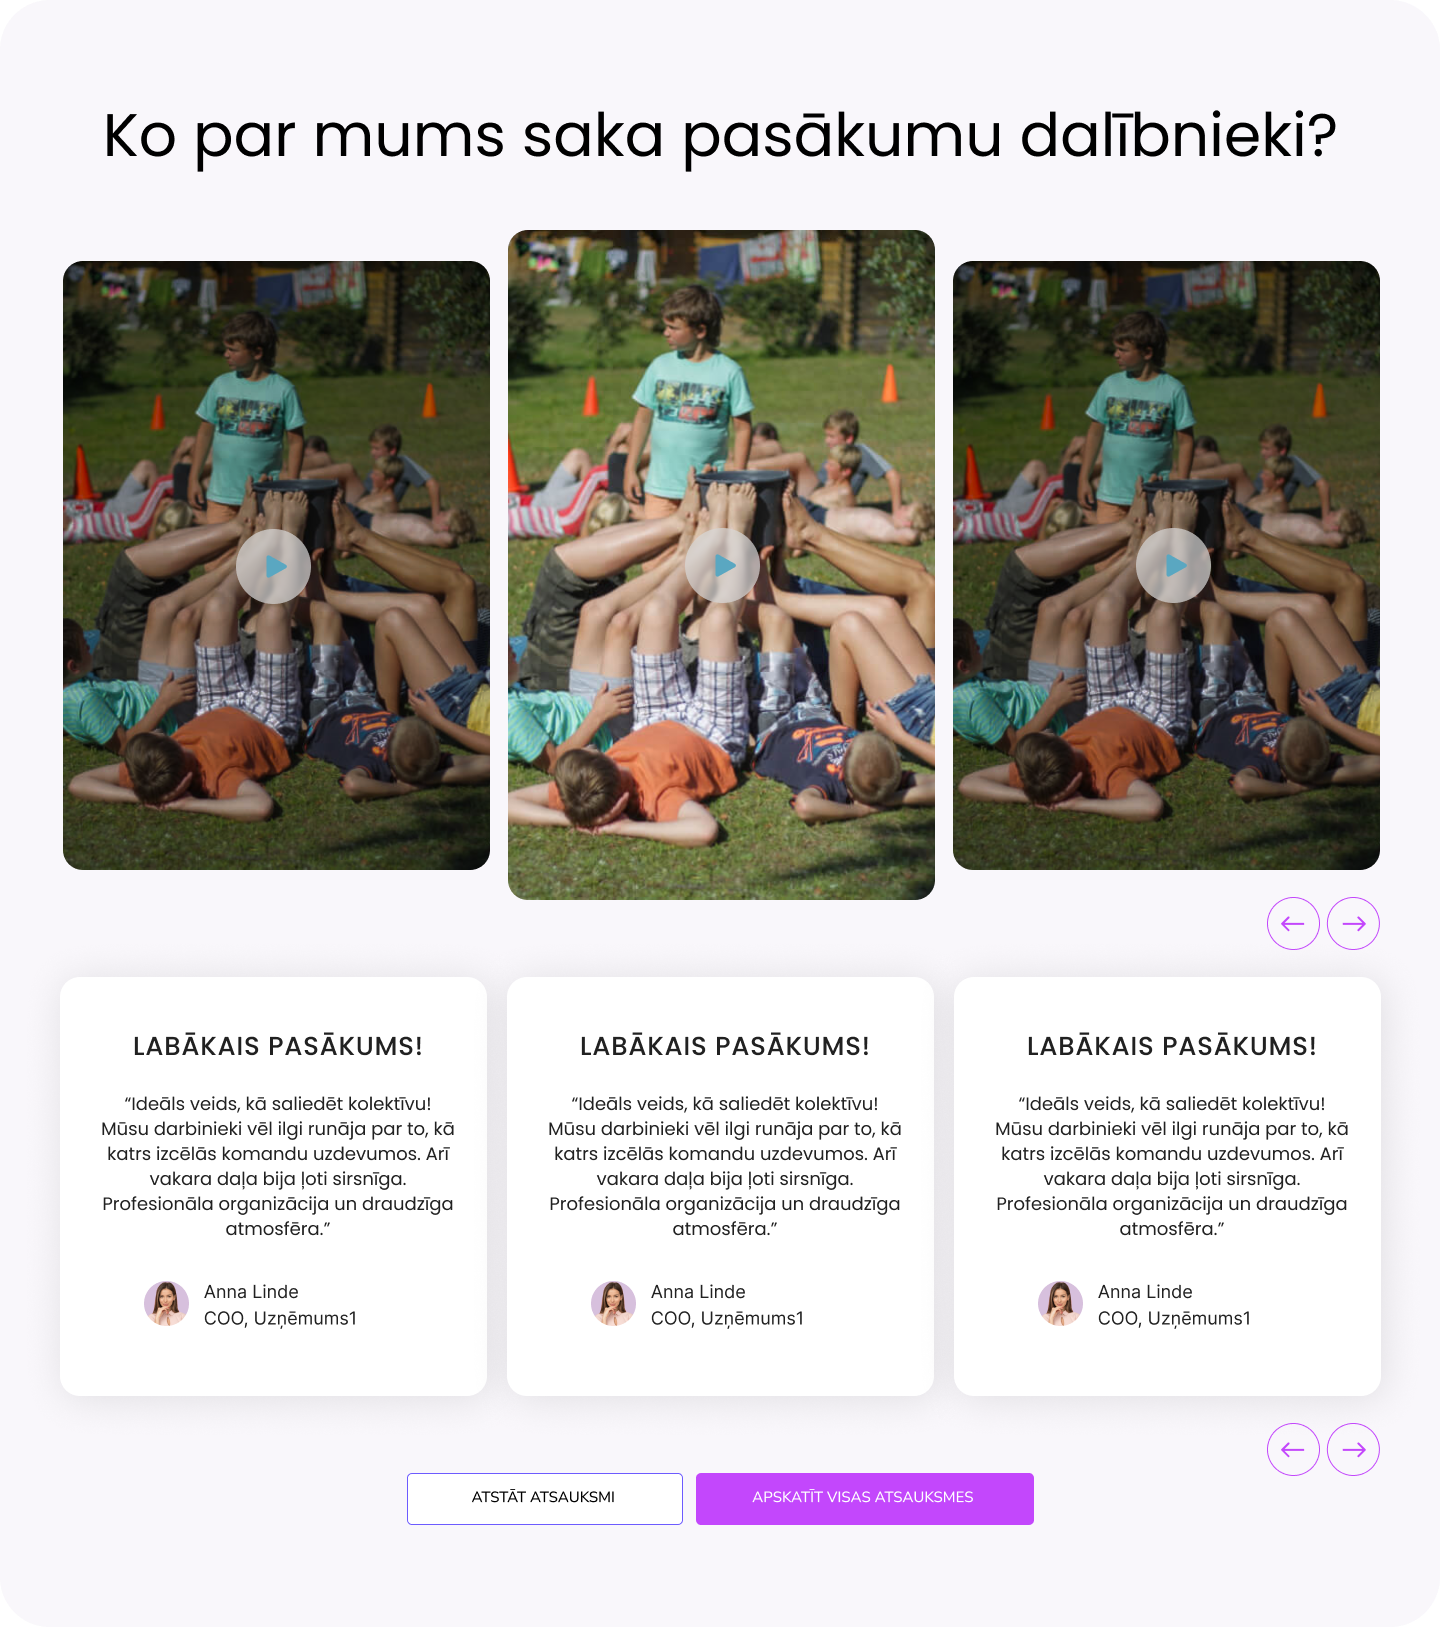 Ko par mums saka pasākumu dalībnieki?
LABĀKAIS PASĀKUMS!
“Ideāls veids, kā saliedēt kolektīvu!
Mūsu darbinieki vēl ilgi runāja par to, kā
katrs izcēlās komandu uzdevumos. Arī
vakara daļa bija ļoti sirsnīga.
Profesionāla organizācija un draudzīga
atmosfēra.”
Anna Linde
COO, Uzņēmums1
LABĀKAIS PASĀKUMS!
“Ideāls veids, kā saliedēt kolektīvu!
Mūsu darbinieki vēl ilgi runāja par to, kā
katrs izcēlās komandu uzdevumos. Arī
vakara daļa bija ļoti sirsnīga.
Profesionāla organizācija un draudzīga
atmosfēra.”
Anna Linde
COO, Uzņēmums1
LABĀKAIS PASĀKUMS!
“Ideāls veids, kā saliedēt kolektīvu!
Mūsu darbinieki vēl ilgi runāja par to, kā
katrs izcēlās komandu uzdevumos. Arī
vakara daļa bija ļoti sirsnīga.
Profesionāla organizācija un draudzīga
atmosfēra.”
Anna Linde
COO, Uzņēmums1
ATSTĀT ATSAUKSMI
APSKATĪT VISAS ATSAUKSMES